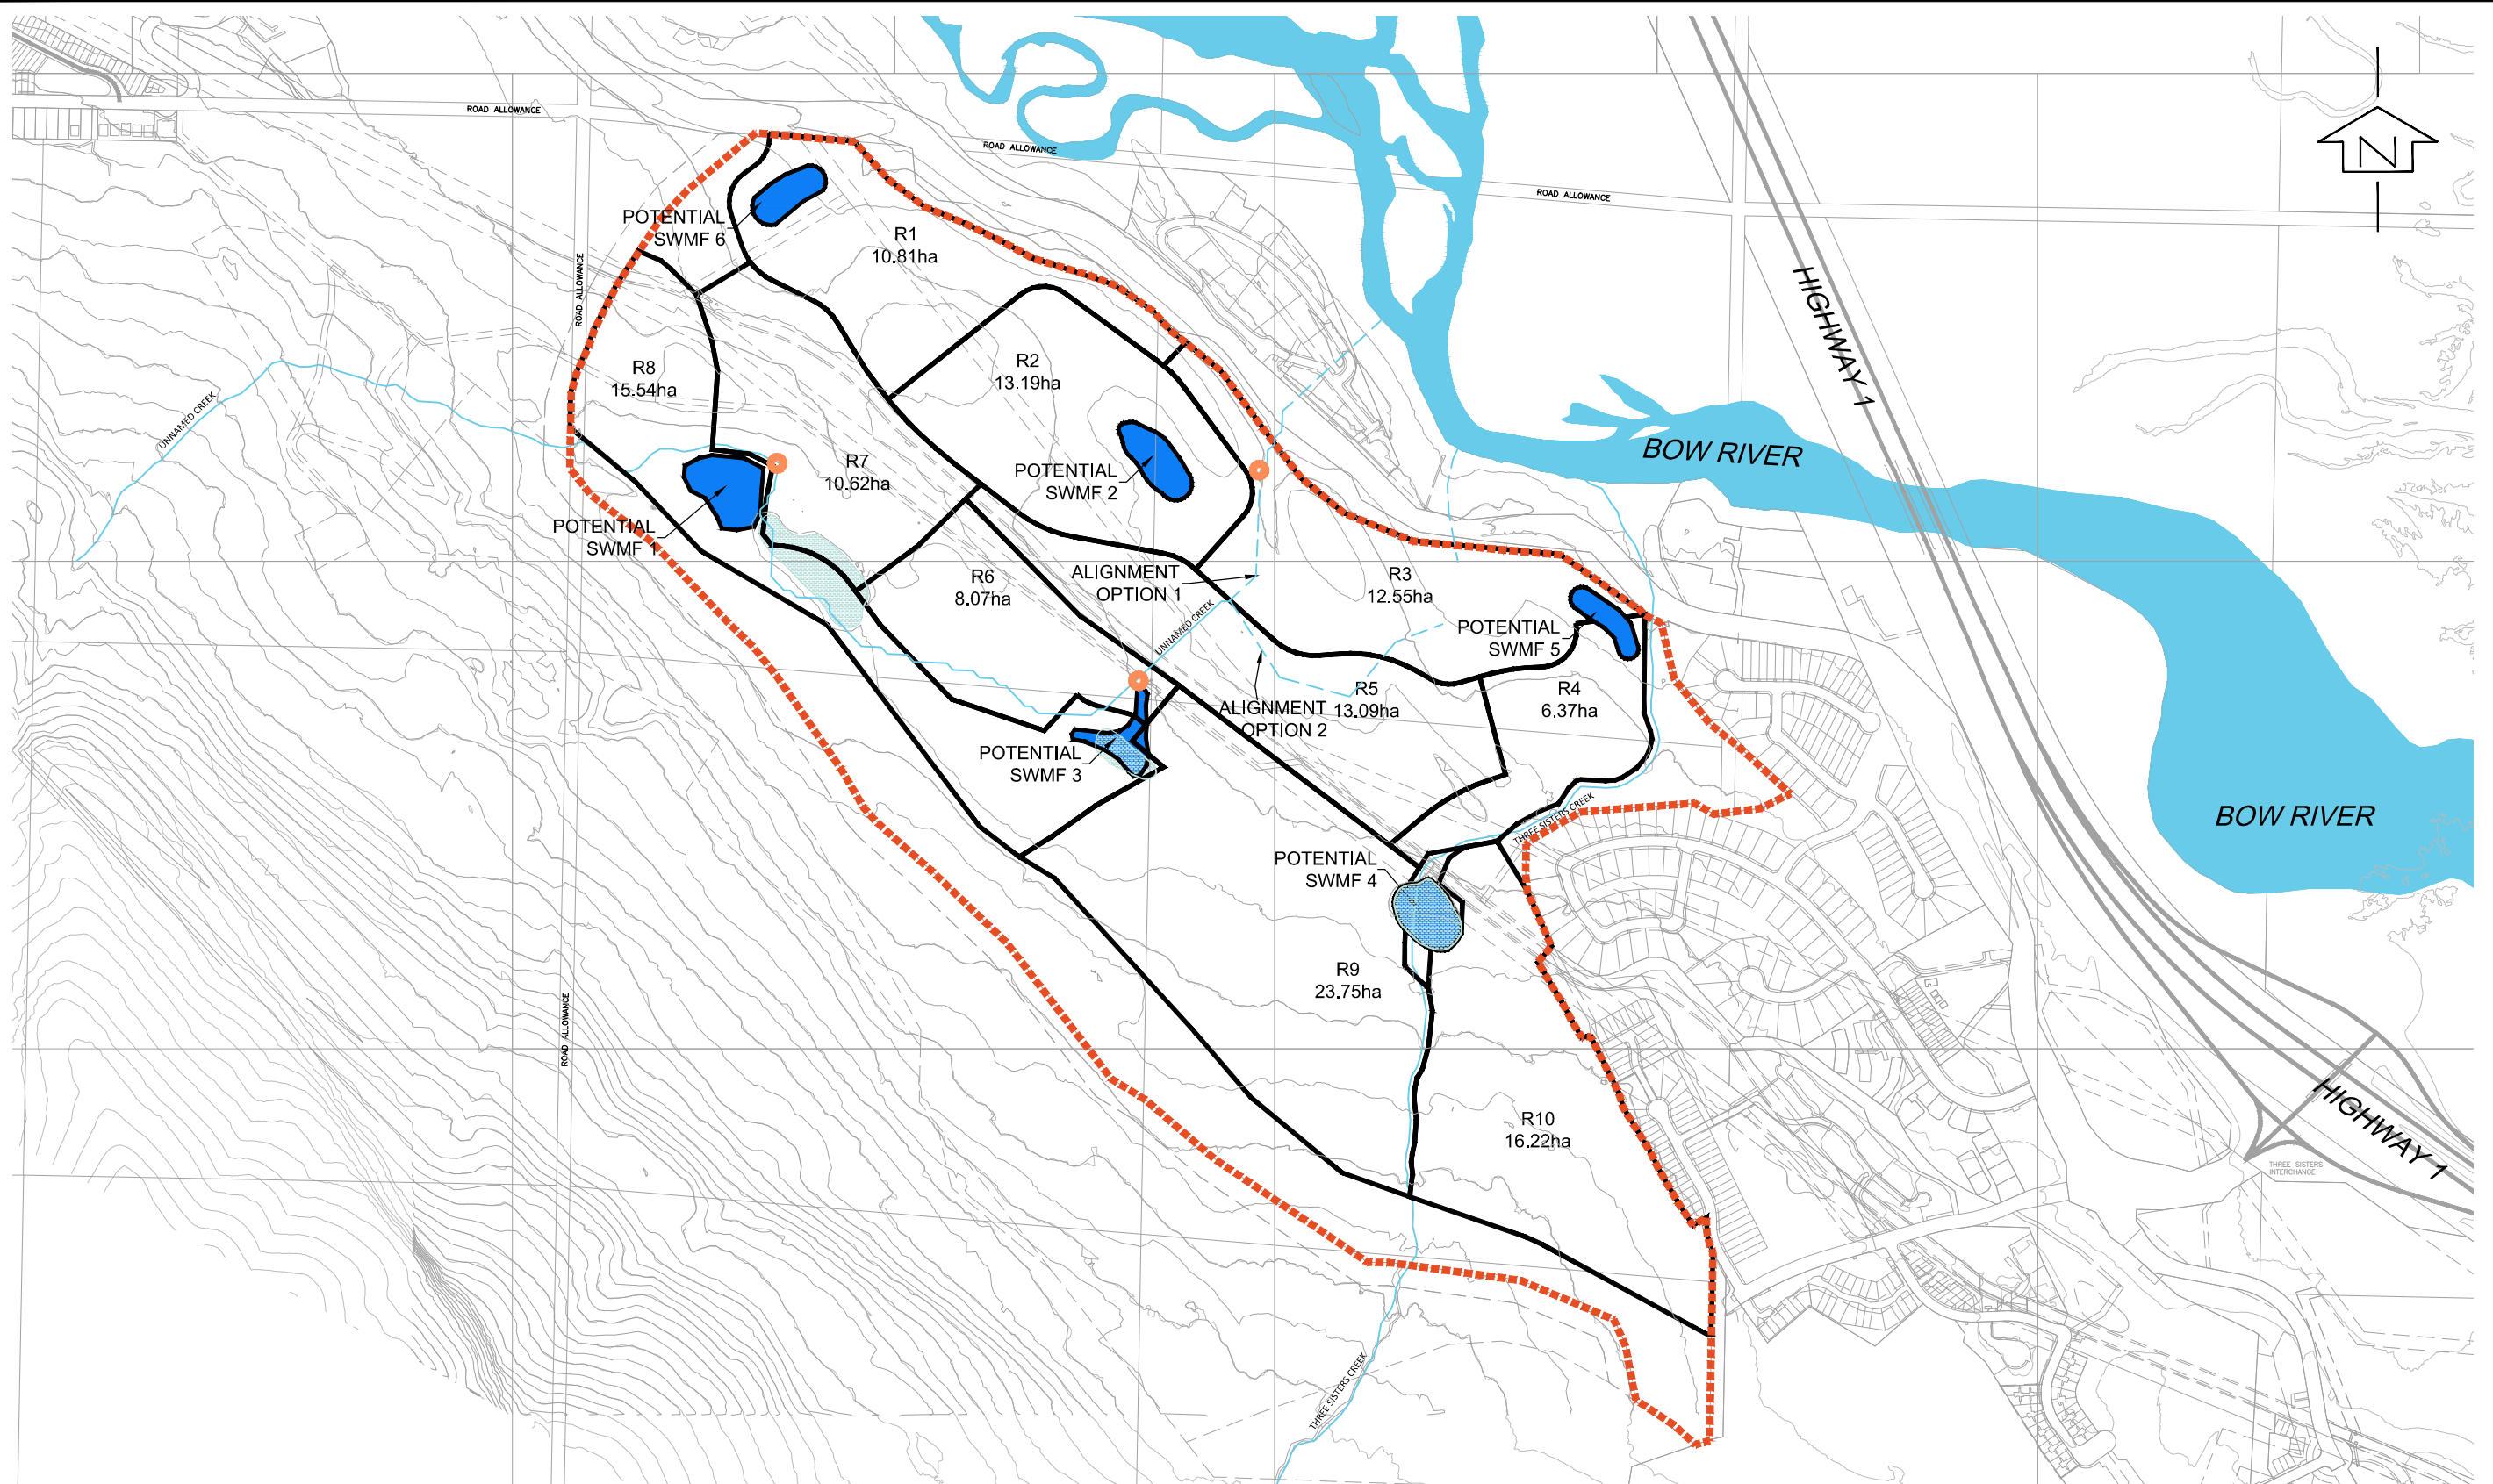 ROAD ALLOWANCE
ROAD ALLOWANCE
ROAD ALLOWANCE
N
POTENTIAL
SWMF 6
R1
10.81ha
ROAD ALLOWANCE
HIGHWAY 1
R8
15.54ha
R2
13.19ha
UNNAMED CREEK
BOW RIVER
R7
10.62ha
POTENTIAL
SWMF 2
POTENTIAL
SWMF 1
R6
8.07ha
ALIGNMENT
OPTION 1
R3
12.55ha
UNNAMED CREEK
POTENTIAL
SWMF 5
R5
13.09ha
R4
6.37ha
ALIGNMENT
OPTION 2
POTENTIAL
SWMF 3
THREE SISTERS CREEK
BOW RIVER
POTENTIAL
SWMF 4
R9
23.75ha
ROAD ALLOWANCE
R10
16.22ha
HIGHWAY 1
THREE SISTERS
INTERCHANGE
THREE SISTERS CREEK